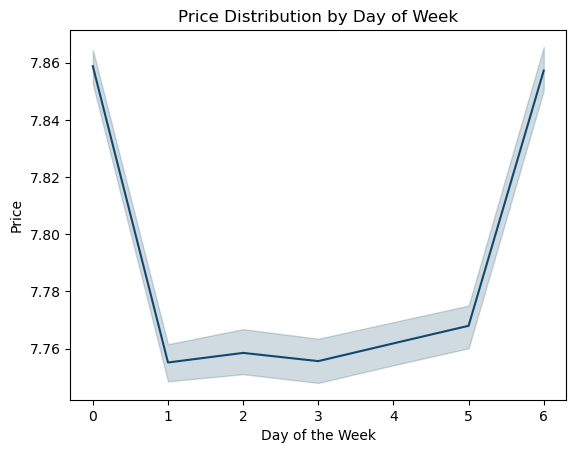 Price Distribution by Day of Week
7.86
7.84
7.82
7.80
7.78
7.76
Price
0 1 2 3 4 5 6
Day of the Week